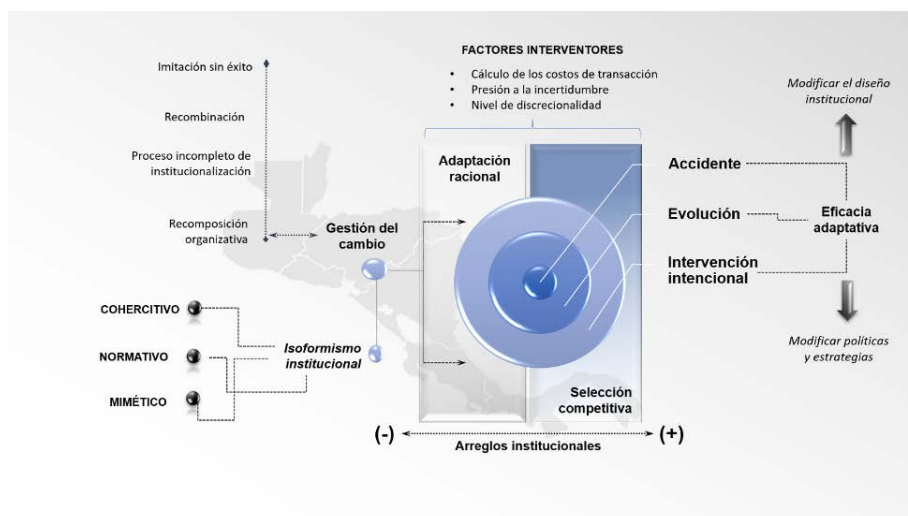 FACTORES INTERVENTORES
• Cálculo de los costos de transacción
• Presión a la incertidumbre
• Nivel de discrecionalidad
Imitación sin éxito
Recombinación
Proceso incompleto de
institucionalización
Recomposición
organizativa
Gestión del
cambio
COHERCITIVO
NORMATIVO
MIMÉTICO
Isoformismo
institucional
Adaptación
racional
Selección
competitiva
(-)
(+)
Arreglos institucionales
Accidente
Evolución
Intervención
intencional
Modificar el diseño
institucional
Eficacia
adaptativa
Modificar políticas
y estrategias